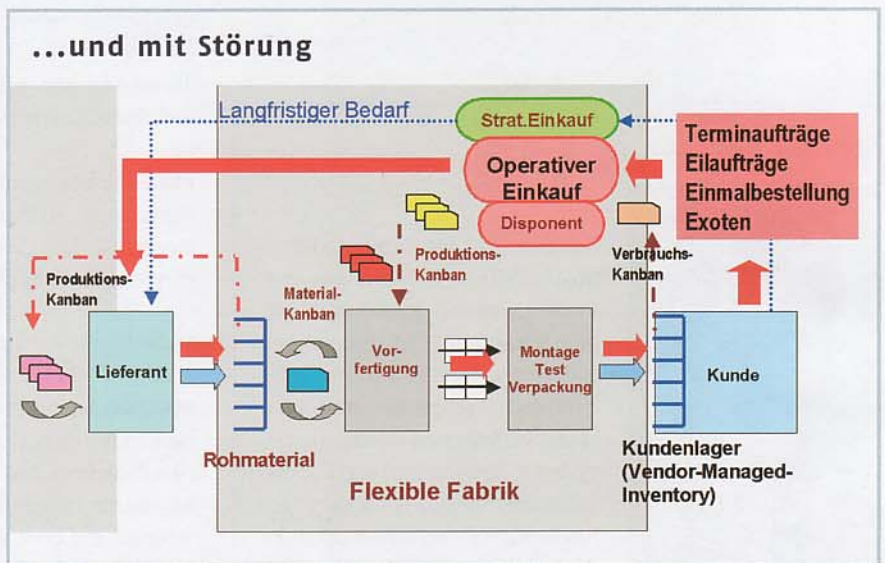 ...und mit Störung
Langfristiger Bedarf
Strat.Einkauf
Operativer
Einkauf
Disponent
Terminaufträge
Eilaufträge
Einmalbestellung
Exoten
Produktions-
Kanban
Material-
Kanban
Produktions-
Kanban
Verbrauchs-
Kanban
Lieferant
Rohmaterial
Vor-
fertigung
Montage
Test
Verpackung
Kunde
Kundenlager
(Vendor-Managed-
Inventory)
Flexible Fabrik